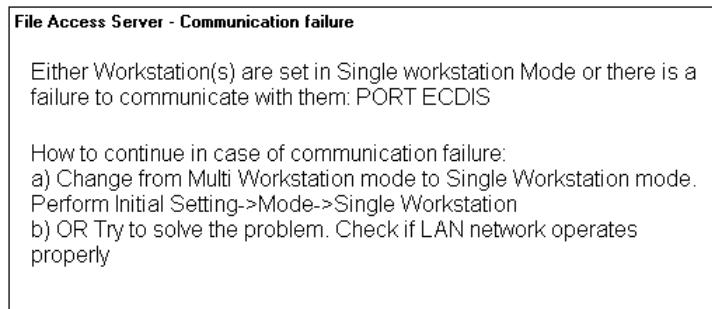 File Access Server - Communication failure
Either Workstation(s) are set in Single workstation Mode or there is a
failure to communicate with them: PORT ECDIS
How to continue in case of communication failure:
a) Change from Multi Workstation mode to Single Workstation mode.
Perform Initial Setting->Mode->Single Workstation
b) OR Try to solve the problem. Check if LAN network operates
properly